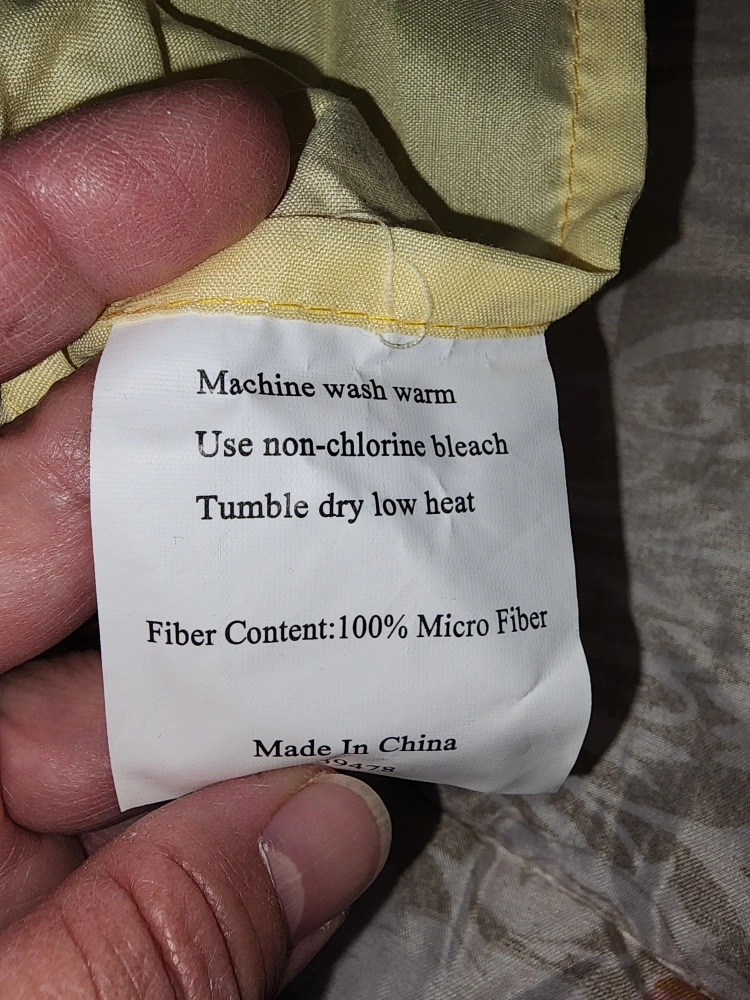 Machine wash warm
Use non-chlorine bleach
Tumble dry low heat
Fiber Content:100% Micro Fiber
Made In China